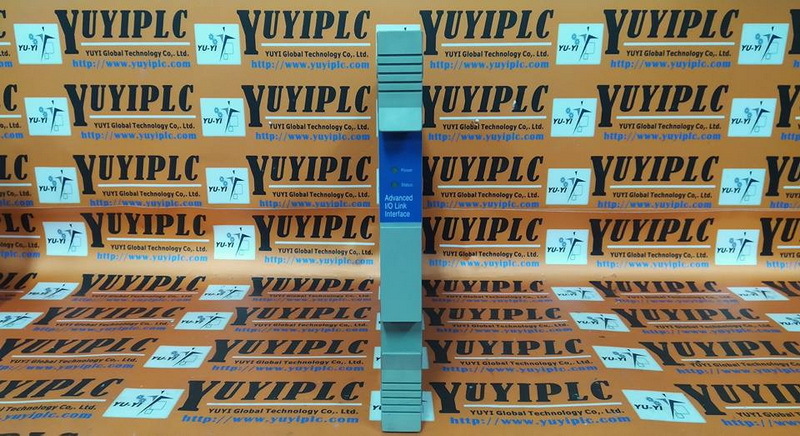 YUYIPLC
YUYI Global Technology Co,. Ltd.
http://www.yuyiplc.com
YU-YI
Power
Status
Advanced
I/O Link
Interface